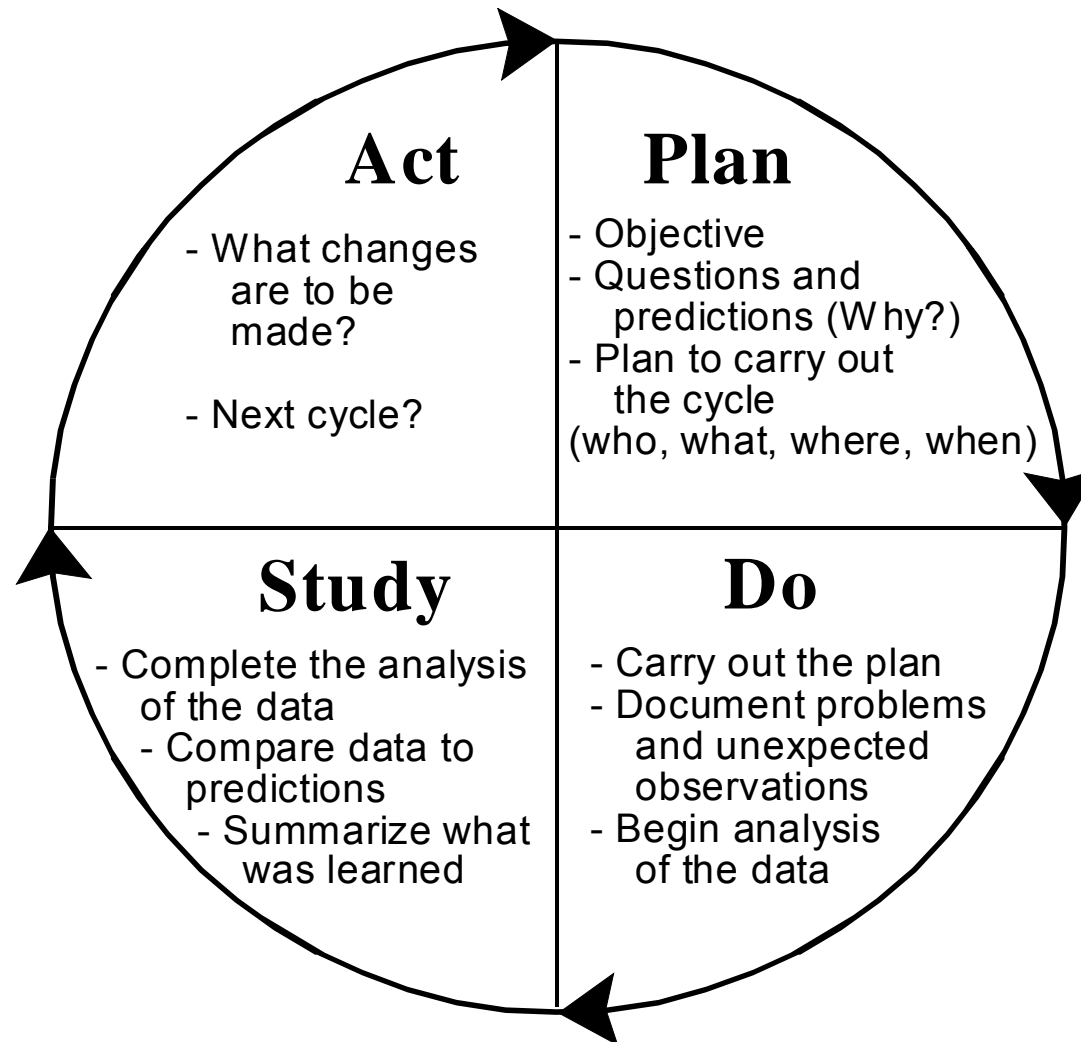 Act
- What changes
are to be
made?
- Next cycle?
Plan
- Objective
- Questions and
predictions (Why?)
- Plan to carry out
the cycle
(who, what, where, when)
Do
- Carry out the plan
- Document problems
and unexpected
observations
- Begin analysis
of the data
Study
- Complete the analysis
of the data
- Compare data to
predictions
- Summarize what
was learned